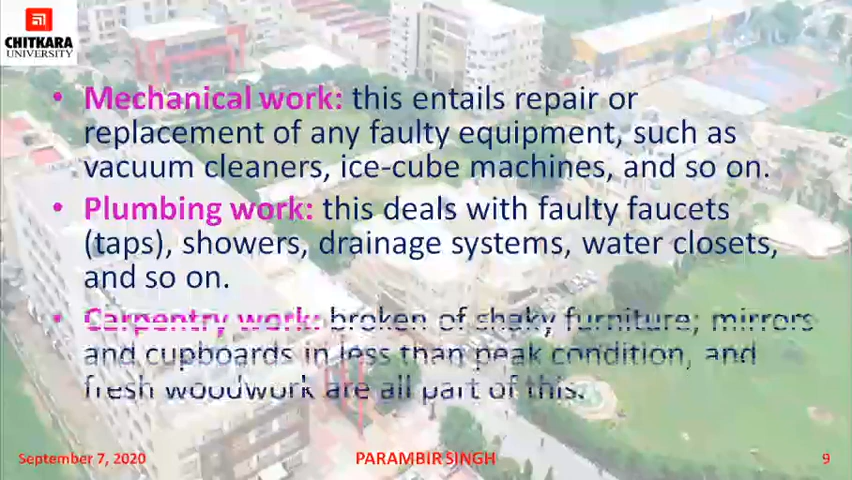 CHITKARA
UNIVERSITY
• Mechanical work: this entails repair or
replacement of any faulty equipment, such as
vacuum cleaners, ice-cube machines, and so on.
• Plumbing work: this deals with faulty faucets
(taps), showers, drainage systems, water closets,
and so on.
• Carpentry work: broken of shaky furniture; mirrors
and cupboards in less than peak condition, and
fresh woodwork are all part of this.
September 7, 2020
PARAMBIR SINGH
9